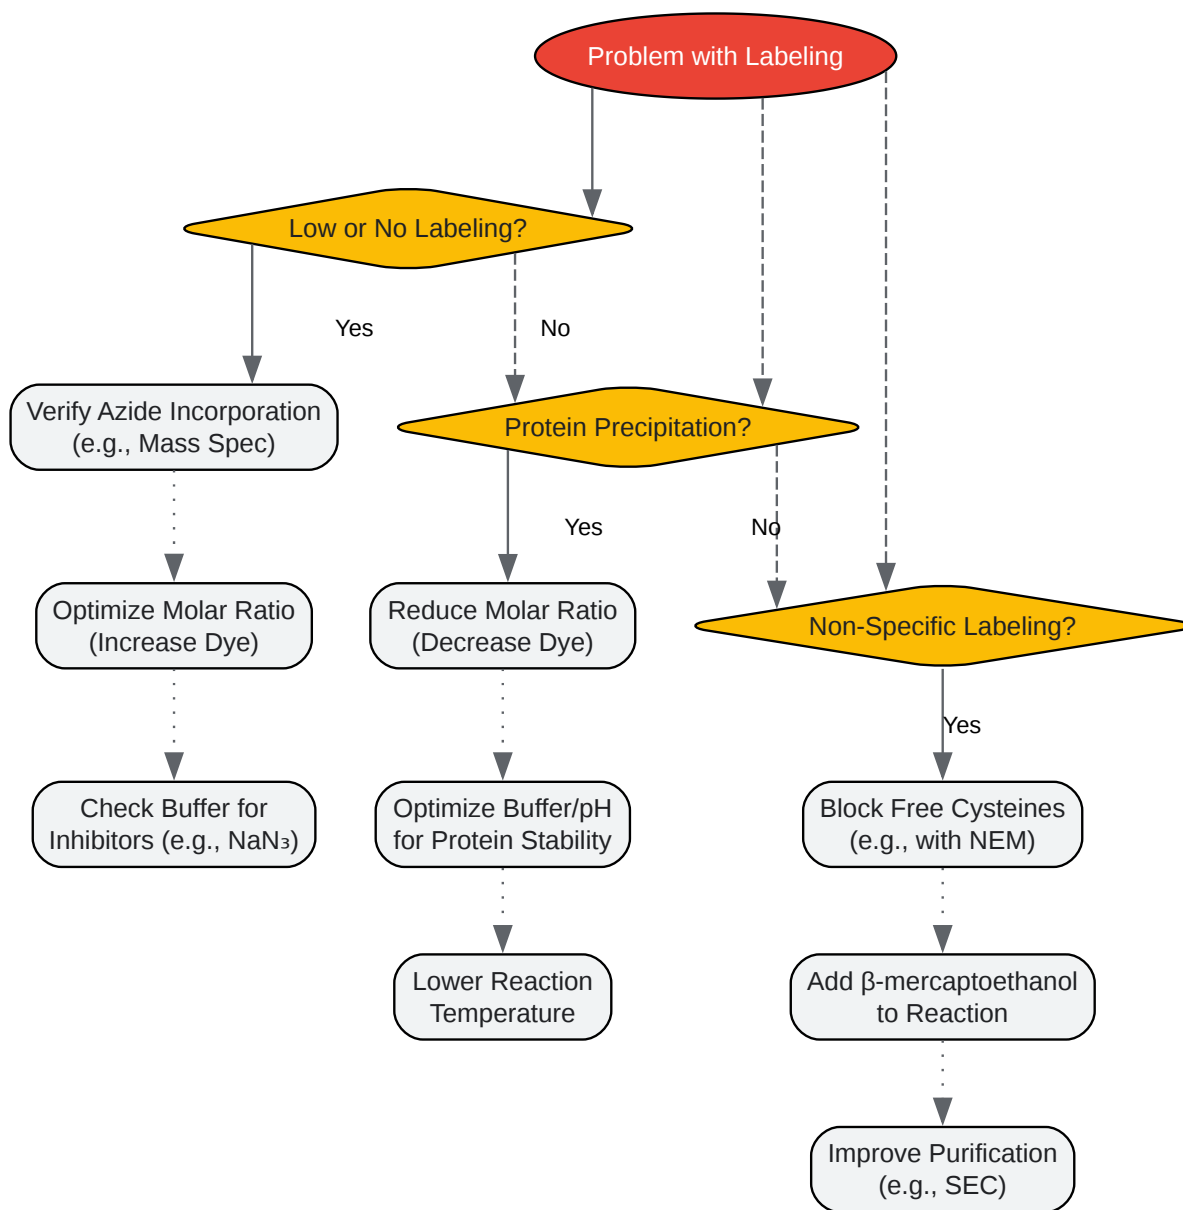 Problem with Labeling
Low or No Labeling?
Yes
No
Verify Azide Incorporation
(e.g., Mass Spec)
Protein Precipitation?
Yes
No
Optimize Molar Ratio
(Increase Dye)
Reduce Molar Ratio
(Decrease Dye)
Non-Specific Labeling?
Yes
Check Buffer for
Inhibitors (e.g., NaN₃)
Optimize Buffer/pH
for Protein Stability
Block Free Cysteines
(e.g., with NEM)
Lower Reaction
Temperature
Add β-mercaptoethanol
to Reaction
Improve Purification
(e.g., SEC)